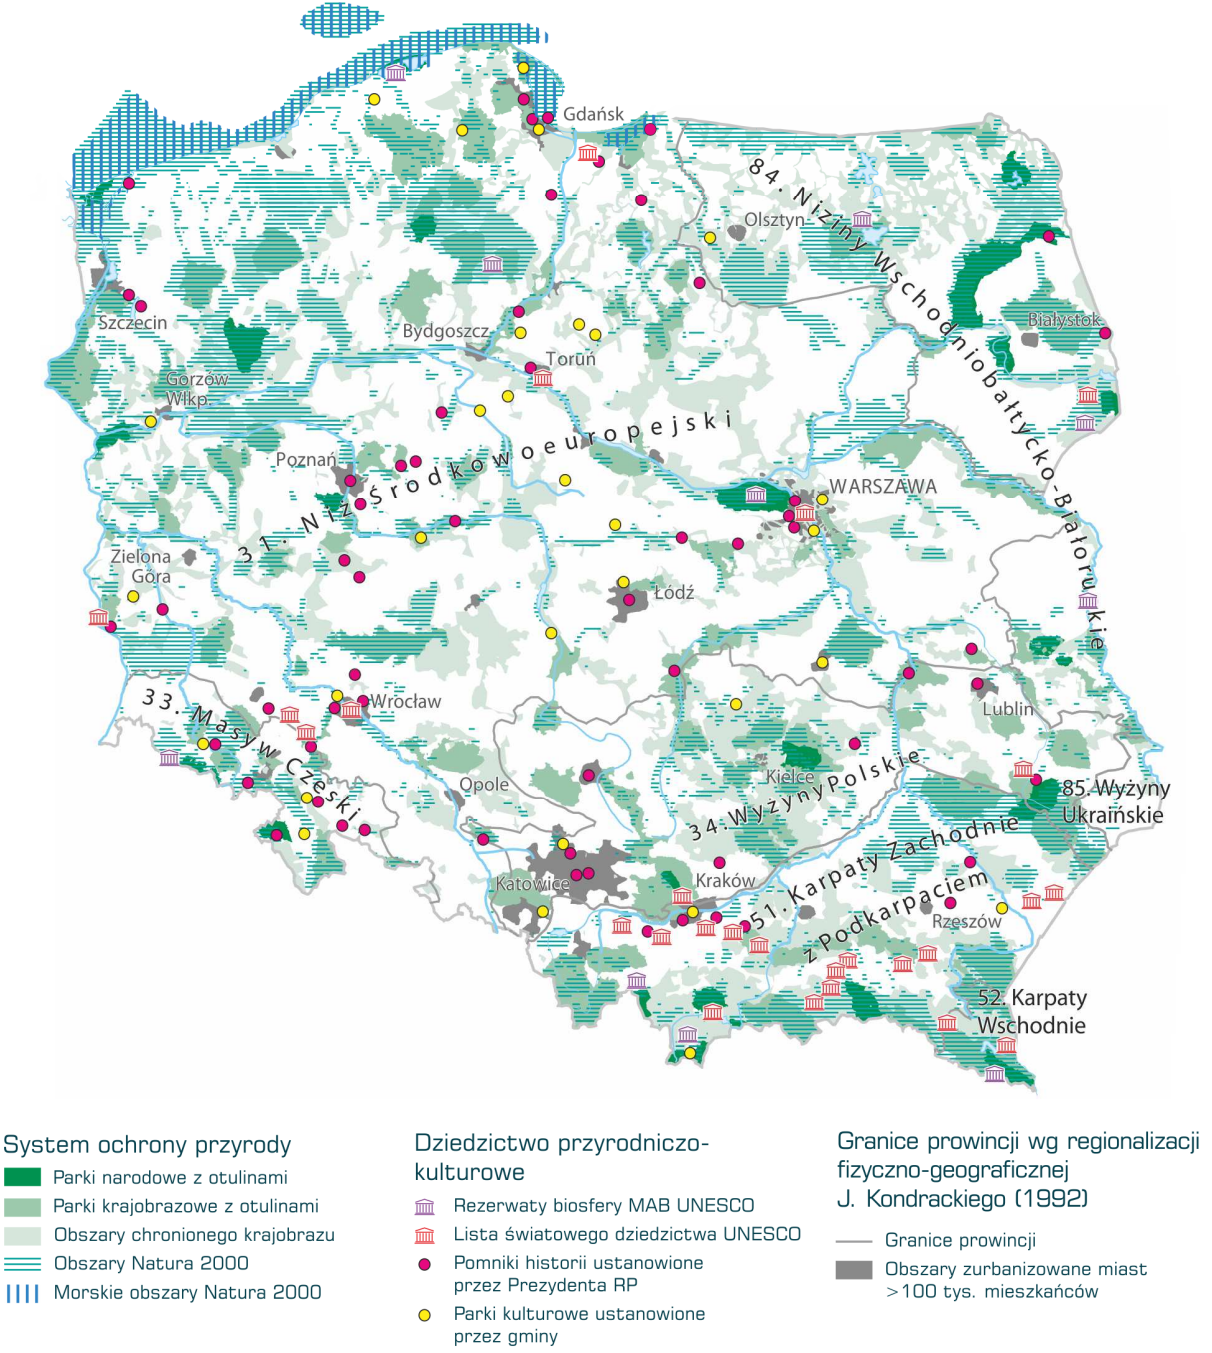 Gdańsk
84. Niziny Wschodniobałtycko-Białoruskie
Olsztyn
Szczecin
Bydgoszcz
Białystok
Toruń
Gorzów
Wlkp.
31. Niż Środkowoeuropejski
Poznań
WARSZAWA
Zielona
Góra
Łódź
33. Masyw Czeski
Wrocław
Lublin
Opole
Kielce
34. Wyżyny Polskie
85. Wyżyny
Ukraińskie
Katowice
Kraków
51. Karpaty Zachodnie
z Podkarpaciem
Rzeszów
52. Karpaty
Wschodnie
System ochrony przyrody
Parki narodowe z otulinami
Parki krajobrazowe z otulinami
Obszary chronionego krajobrazu
Obszary Natura 2000
Morskie obszary Natura 2000
Dziedzictwo przyrodniczo-
kulturowe
Rezerwaty biosfery MAB UNESCO
Lista światowego dziedzictwa UNESCO
Pomniki historii ustanowione
przez Prezydenta RP
Parki kulturowe ustanowione
przez gminy
Granice prowincji wg regionalizacji
fizyczno-geograficznej
J. Kondrackiego (1992)
Granice prowincji
Obszary zurbanizowane miast
>100 tys. mieszkańców